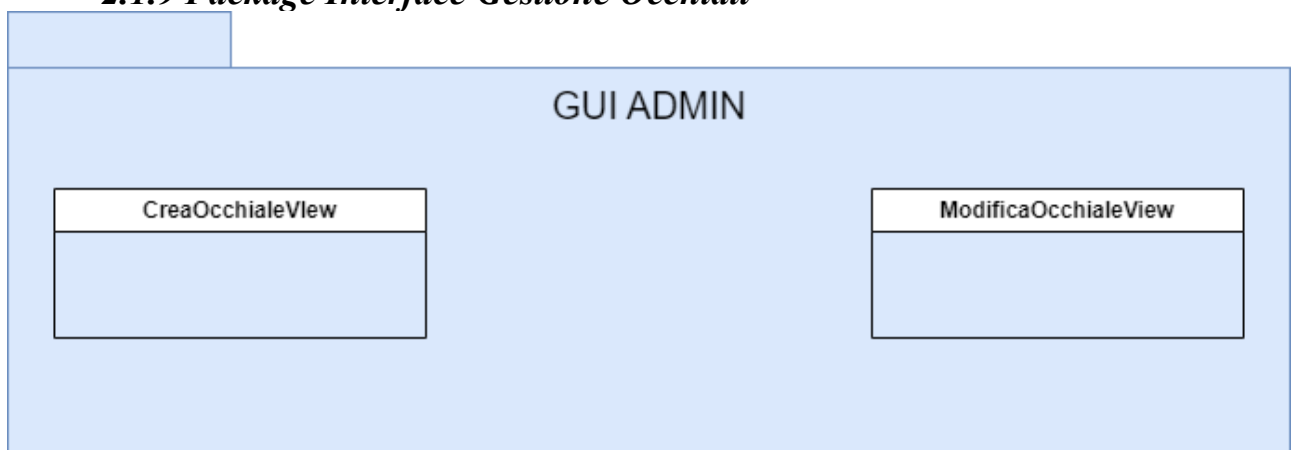 2.1.9 Package Interface Gestione Occhiali
GUI ADMIN
CreaOcchialeVIew
ModificaOcchialeView